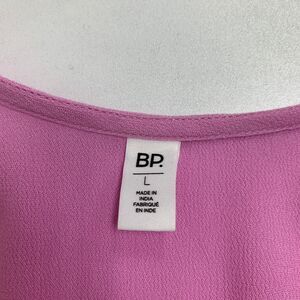 BP.
L
MADE IN
INDIA
FABRIQUÉ
EN INDE